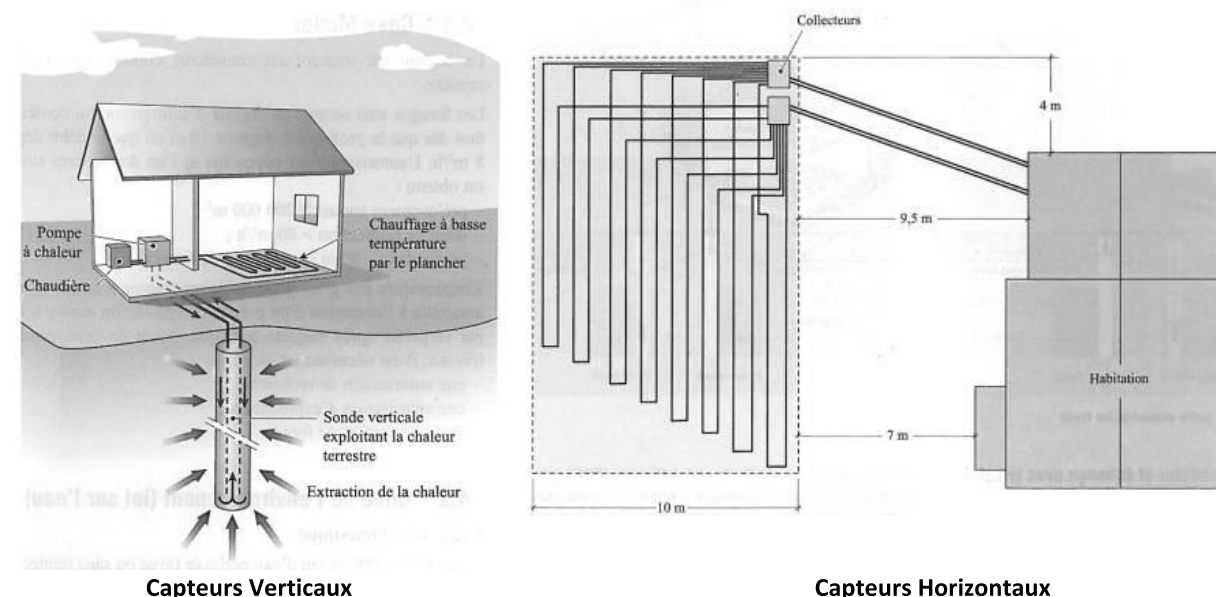 Collecteurs
4 m
Pompe
à chaleur
Chaudière
Chauffage à basse
température
par le plancher
9,5 m
Sonde verticale
exploitant la chaleur
terrestre
Extraction de la chaleur
Habitation
7 m
10 m
Capteurs Verticaux
Capteurs Horizontaux